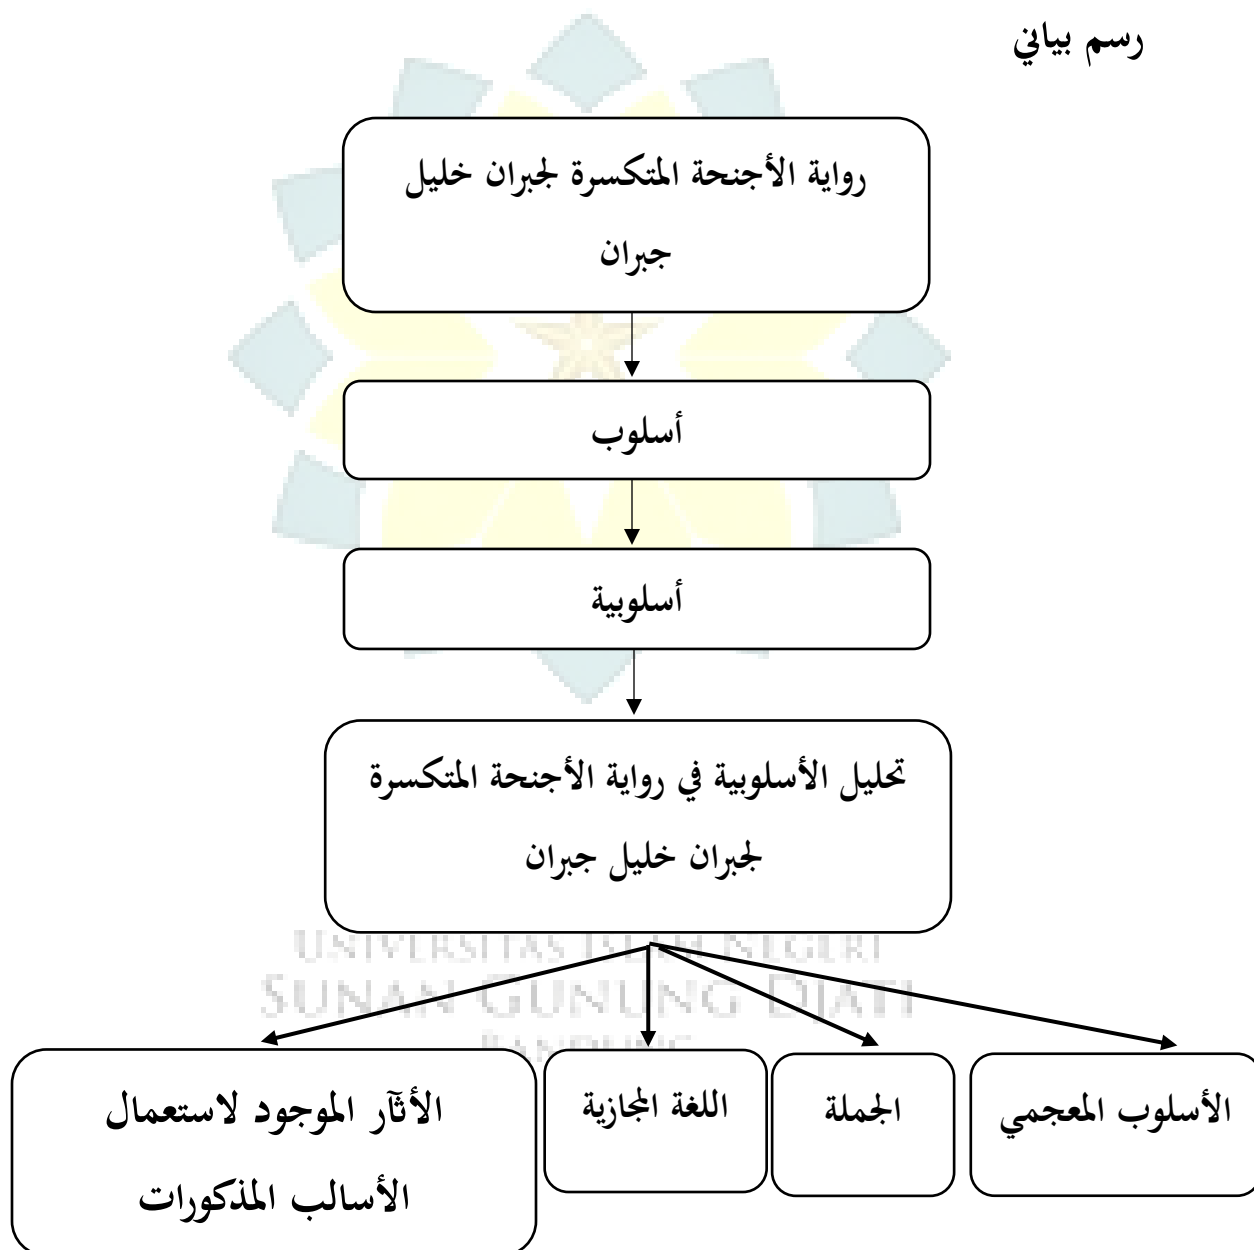 رسم بياني
رواية الأجنحة المتكسرة لجبران خليل
جبران
أسلوب
أسلوبية
تحليل الأسلوبية في رواية الأجنحة المتكسرة
لجبران خليل جبران
UNIVERSITAS ISLAM NEGERI
SUNAN GUNUNG DJATI
BANDUNG
الأسلوب المعجمي
الجملة
اللغة المجازية
الأثآر الموجود لاستعمال
الأسالب المذكورات